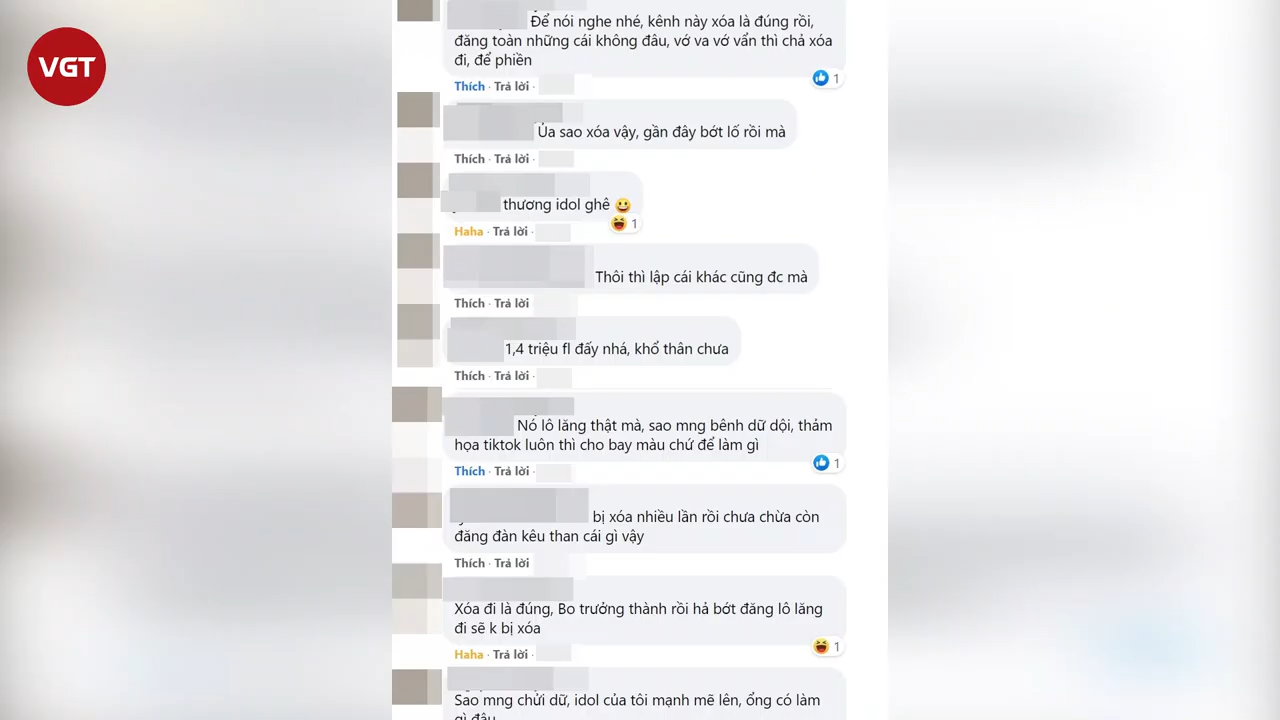 VGT
Để nói nghe nhé, kênh này xóa là đúng rồi,
đăng toàn những cái không đâu, vớ va vớ vẩn thì chả xóa
đi, để phiền
1
Thích · Trả lời ·
Ủa sao xóa vậy, gần đây bớt lố rồi mà
Thích · Trả lời ·
thương idol ghê 😃
1
Haha · Trả lời ·
Thôi thì lập cái khác cũng đc mà
Thích · Trả lời
1,4 triệu fl đấy nhá, khổ thân chưa
Thích · Trả lời ·
Nó lô lăng thật mà, sao mng bênh dữ dội, thảm
họa tiktok luôn thì cho bay màu chứ để làm gì
1
Thích · Trả lời ·
bị xóa nhiều lần rồi chưa chừa còn
đăng đàn kêu than cái gì vậy
Thích · Trả lời
Xóa đi là đúng, Bo trưởng thành rồi hả bớt đăng lô lăng
đi sẽ k bị xóa
1
Haha · Trả lời ·
Sao mng chửi dữ, idol của tôi mạnh mẽ lên, ổng có làm
gì đâu